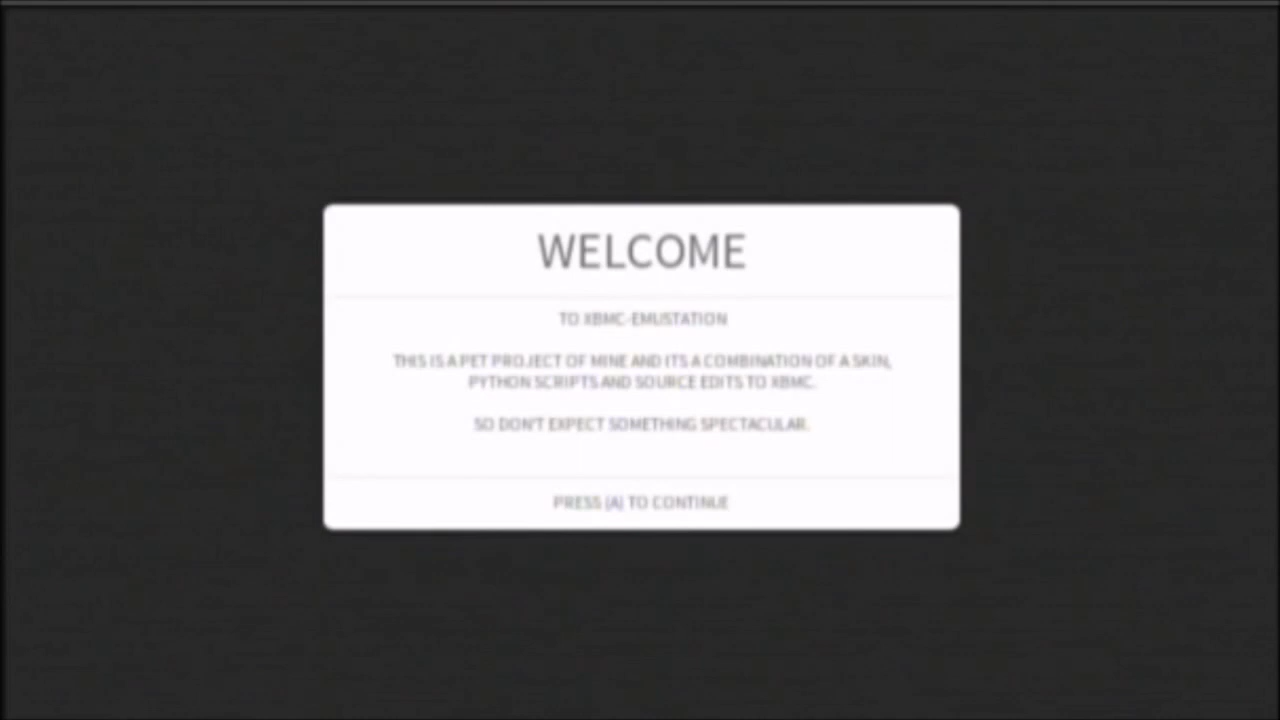 WELCOME
TO XBMC-EMUSTATION
THIS IS A PET PROJECT OF MINE AND ITS A COMBINATION OF A SKIN,
PYTHON SCRIPTS AND SOURCE EDITS TO XBMC.
SO DON'T EXPECT SOMETHING SPECTACULAR.
PRESS (A) TO CONTINUE